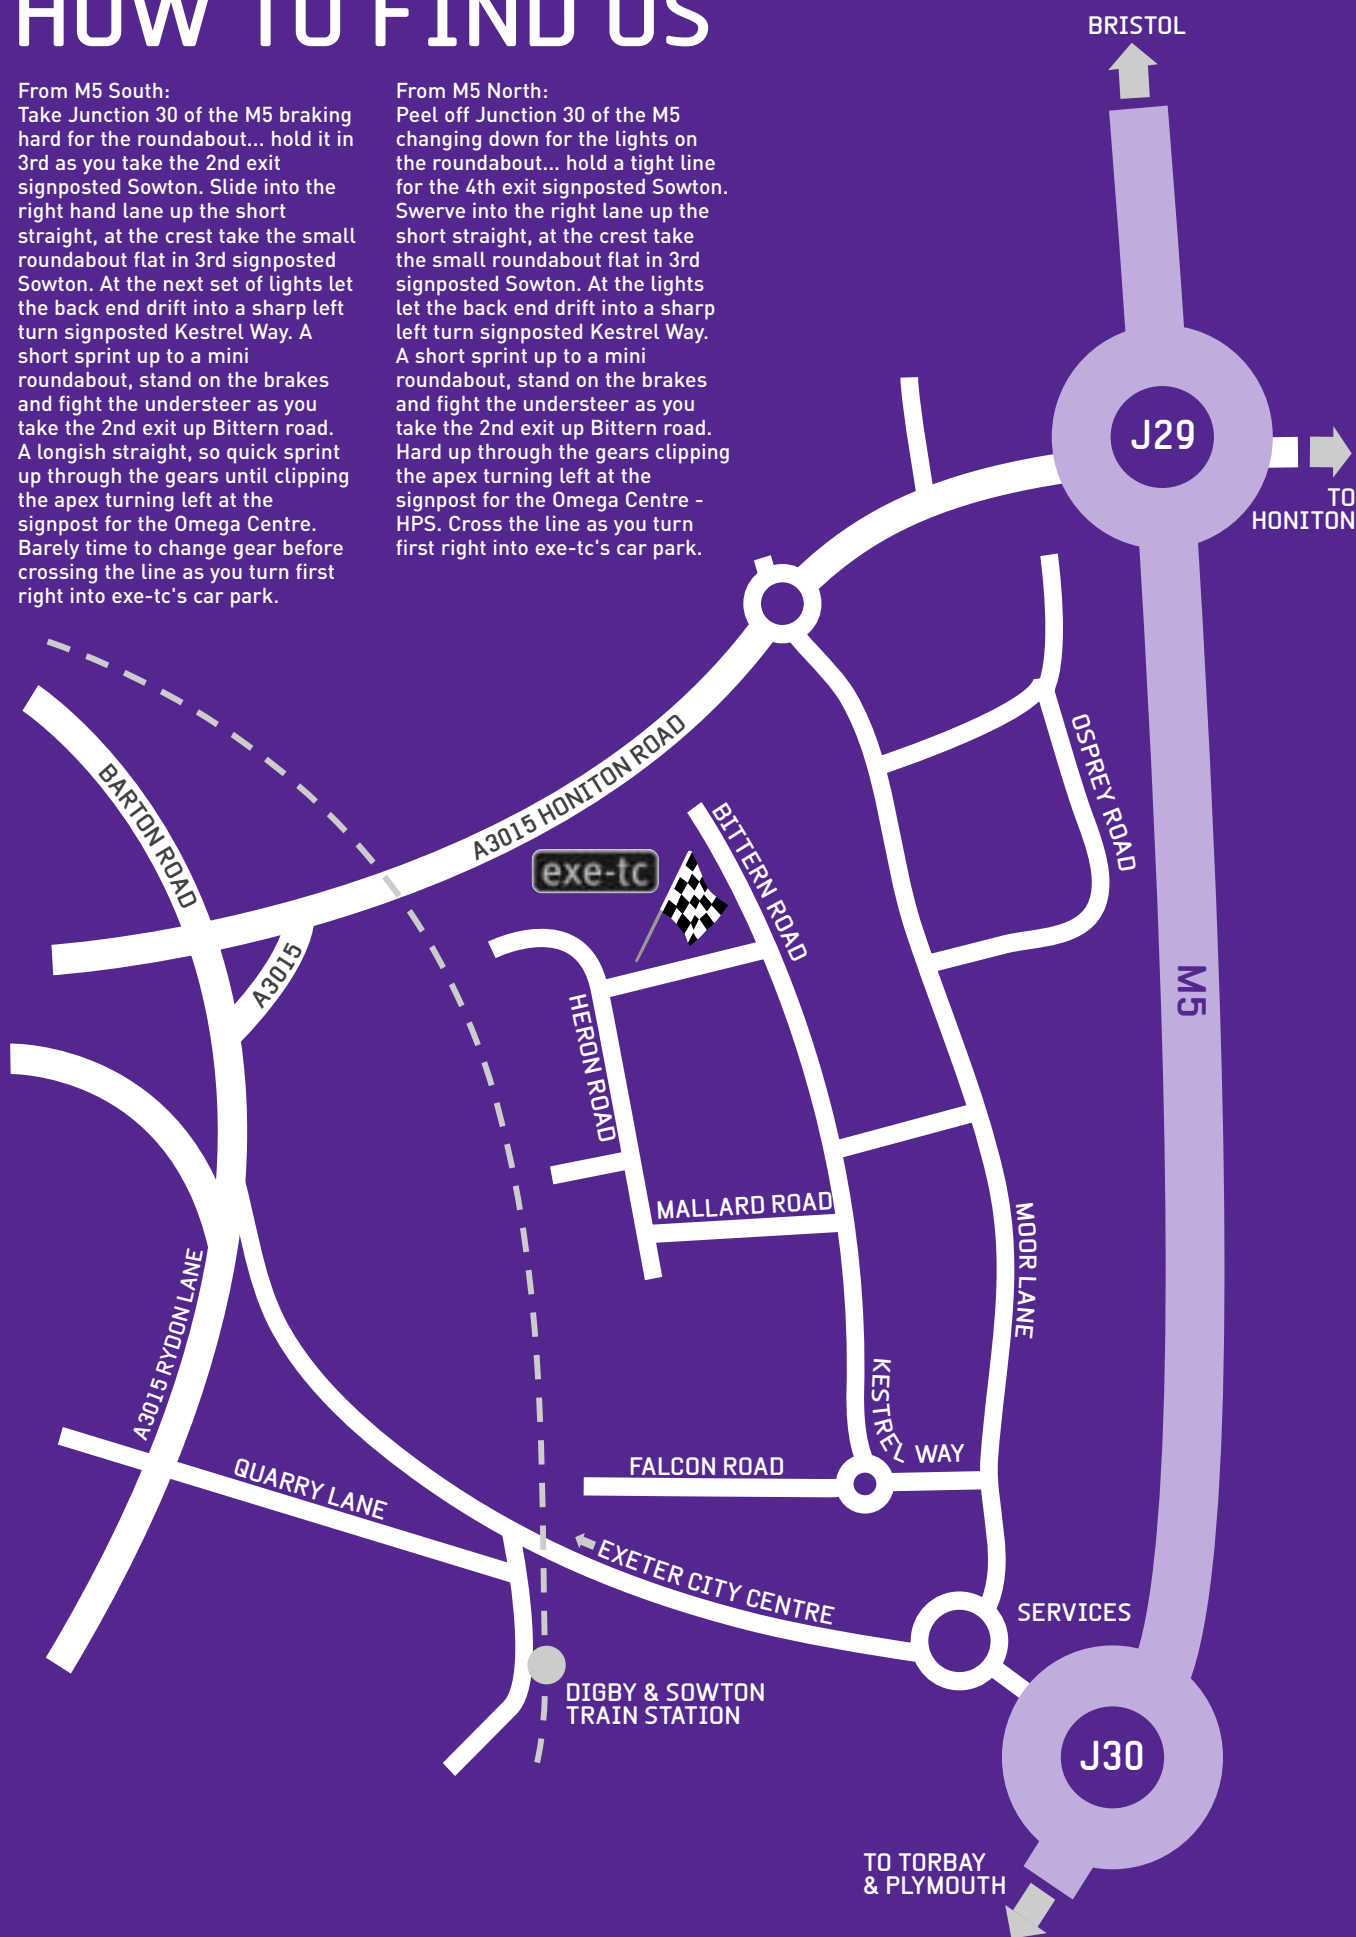 HOW TO FIND US
From M5 South:
Take Junction 30 of the M5 braking
hard for the roundabout... hold it in
3rd as you take the 2nd exit
signposted Sowton. Slide into the
right hand lane up the short
straight, at the crest take the small
roundabout flat in 3rd signposted
Sowton. At the next set of lights let
the back end drift into a sharp left
turn signposted Kestrel Way. A
short sprint up to a mini
roundabout, stand on the brakes
and fight the understeer as you
take the 2nd exit up Bittern road.
A longish straight, so quick sprint
up through the gears until clipping
the apex turning left at the
signpost for the Omega Centre.
Barely time to change gear before
crossing the line as you turn first
right into exe-tc's car park.
From M5 North:
Peel off Junction 30 of the M5
changing down for the lights on
the roundabout... hold a tight line
for the 4th exit signposted Sowton.
Swerve into the right lane up the
short straight, at the crest take
the small roundabout flat in 3rd
signposted Sowton. At the lights
let the back end drift into a sharp
left turn signposted Kestrel Way.
A short sprint up to a mini
roundabout, stand on the brakes
and fight the understeer as you
take the 2nd exit up Bittern road.
Hard up through the gears clipping
the apex turning left at the
signpost for the Omega Centre -
HPS. Cross the line as you turn
first right into exe-tc's car park.
BRISTOL
J29
TO
HONITON
OSPREY ROAD
BARTON ROAD
A3015 HONITON ROAD
exe-tc
BITTERN ROAD
A3015
M5
HERON ROAD
MALLARD ROAD
MOOR LANE
A3015 RYDON LANE
KESTREL WAY
FALCON ROAD
QUARRY LANE
EXETER CITY CENTRE
SERVICES
DIGBY & SOWTON
TRAIN STATION
J30
TO TORBAY
& PLYMOUTH